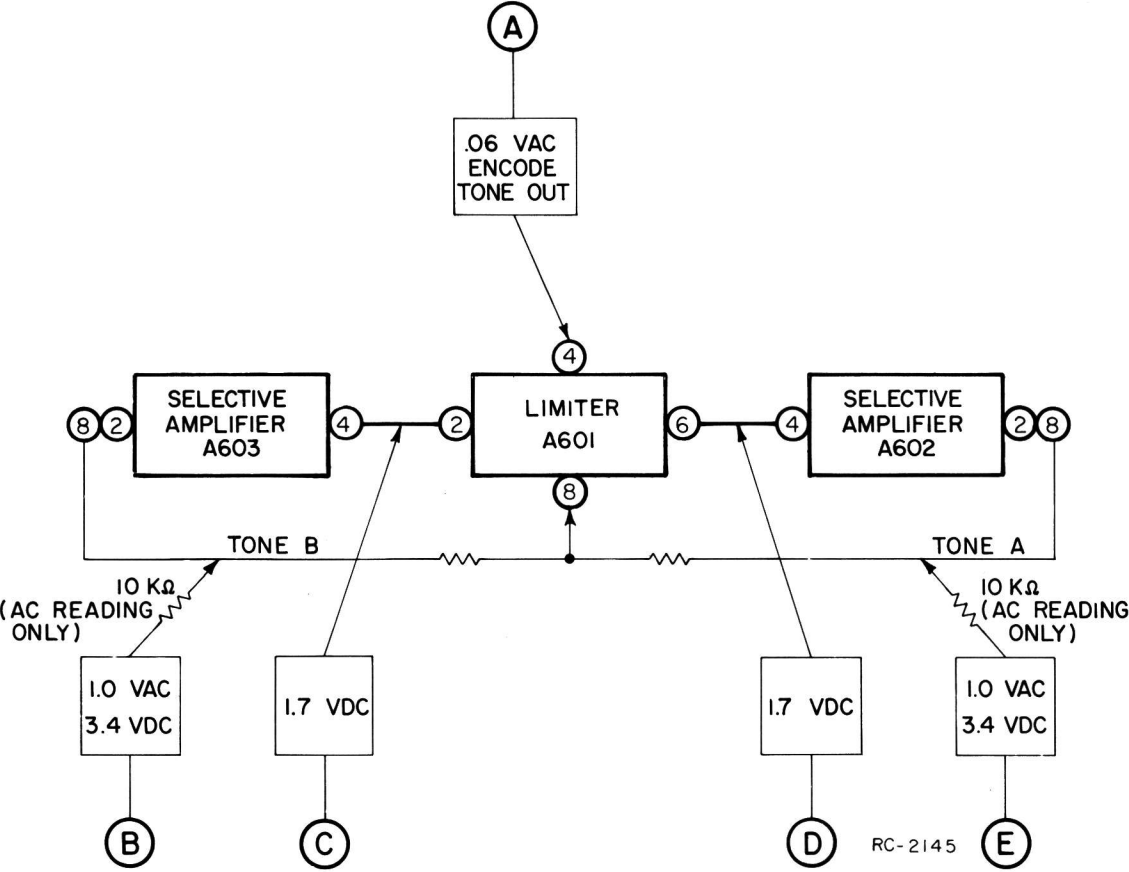 A
.06 VAC
ENCODE
TONE OUT
4
8 2
SELECTIVE
AMPLIFIER
A603
4
2
LIMITER
A601
6
4
SELECTIVE
AMPLIFIER
A602
2 8
8
TONE B
TONE A
10 KΩ
(AC READING
ONLY)
10 KΩ
(AC READING
ONLY)
1.0 VAC
3.4 VDC
1.7 VDC
1.7 VDC
1.0 VAC
3.4 VDC
B
C
D
RC-2145
E